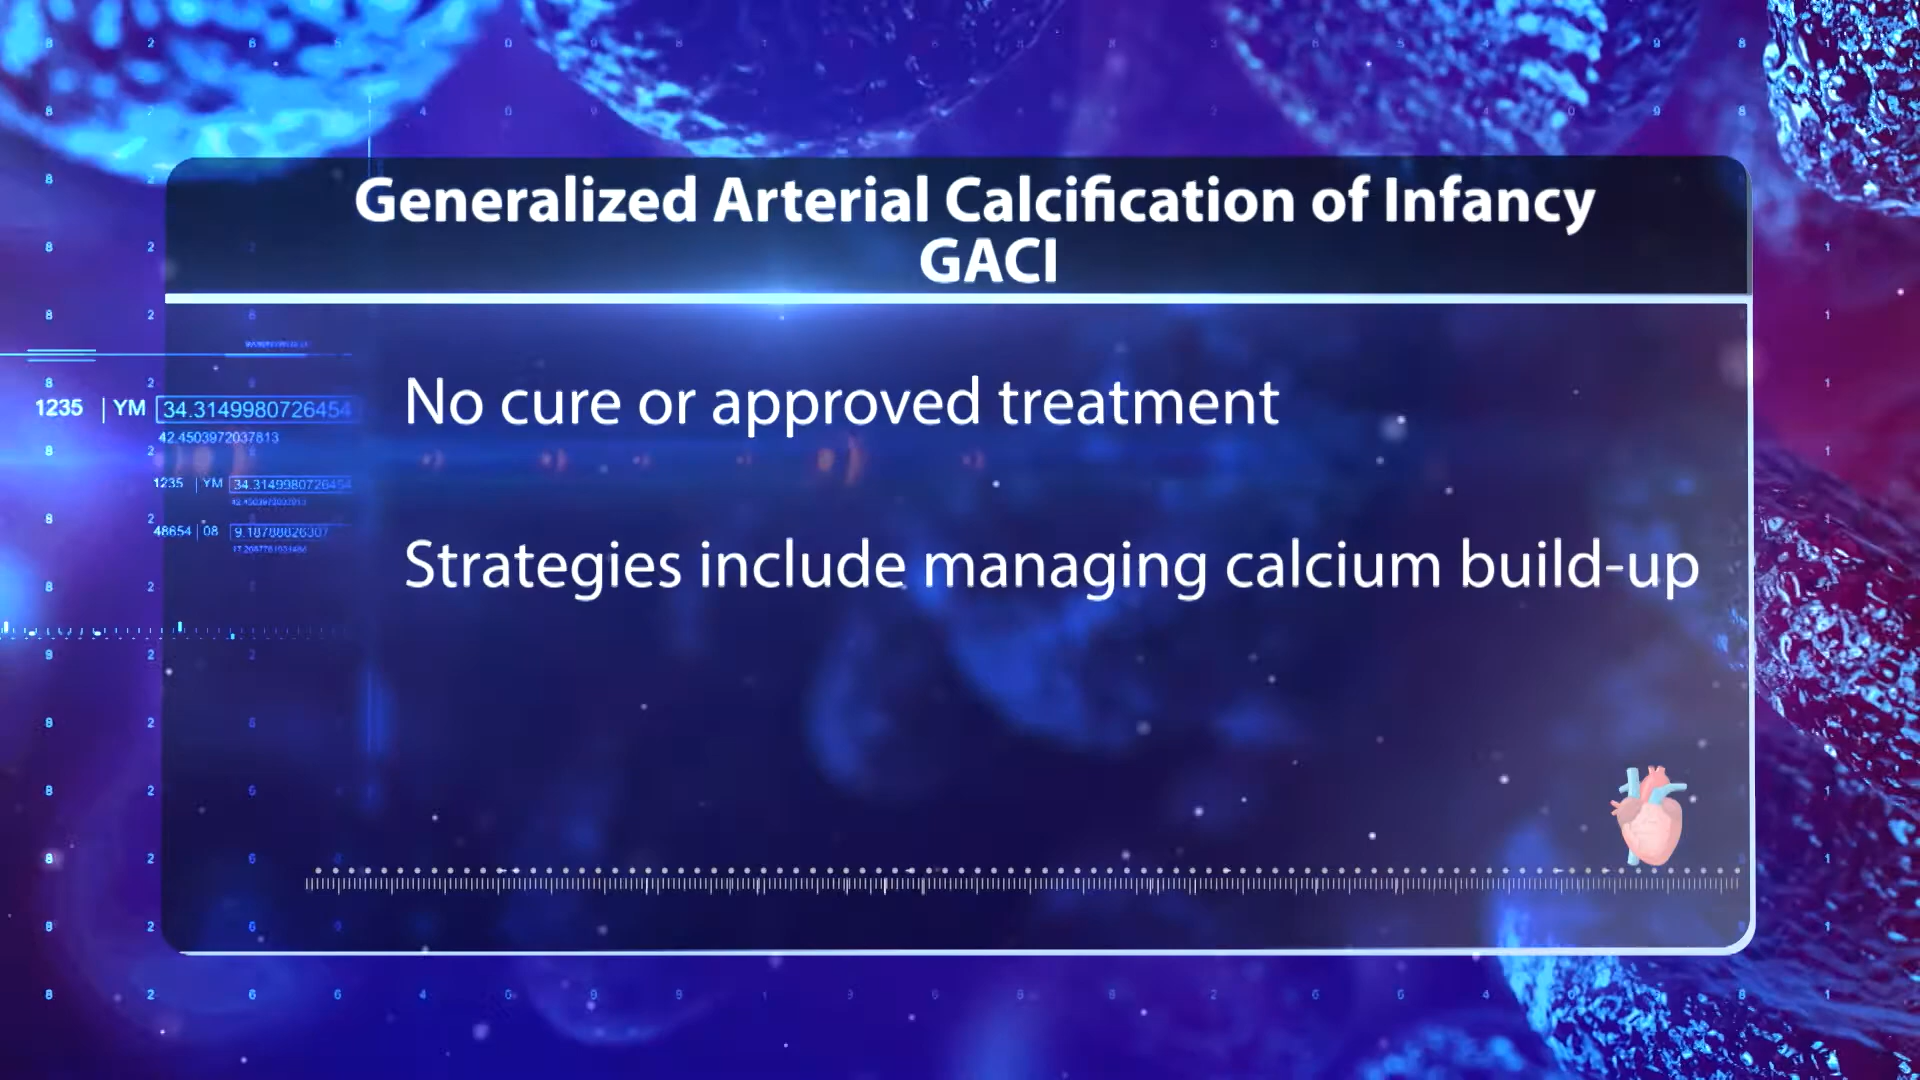 Generalized Arterial Calcification of Infancy
GACI
No cure or approved treatment
1235 | YM 34.3149980726454
42.4503972037813
1235 | YM 34.3149980726454
48654 | 08 9.18788826307
Strategies include managing calcium build-up